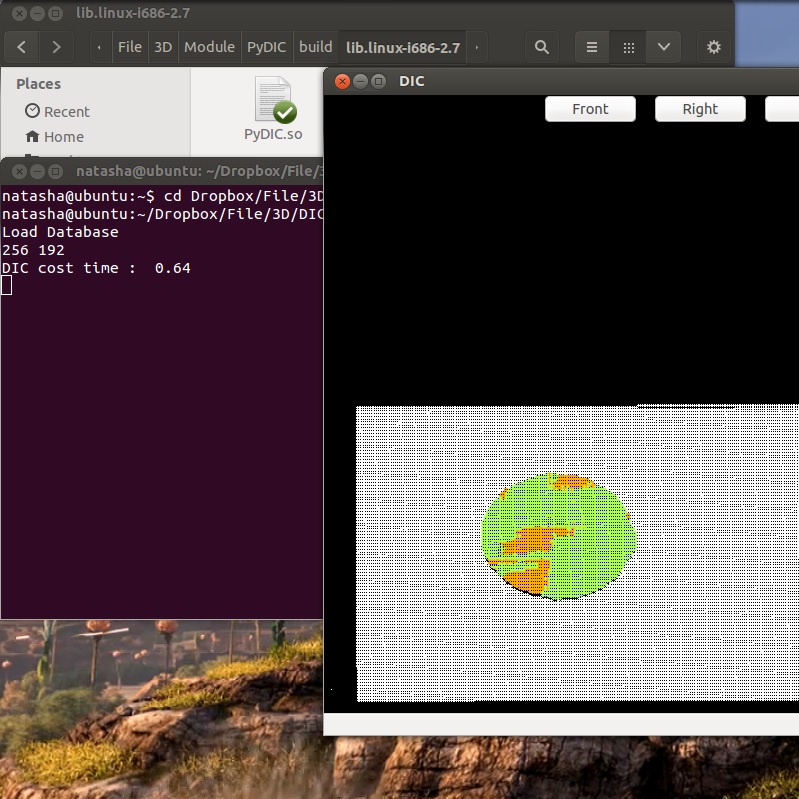 lib.linux-i686-2.7
File 3D Module PyDIC build lib.linux-i686-2.7
Places
Recent
Home
PyDIC.so
DIC
Front Right
natasha@ubuntu: ~/Dropbox/File/3
natasha@ubuntu:~$ cd Dropbox/File/3D
natasha@ubuntu:~/Dropbox/File/3D/DIC
Load Database
256 192
DIC cost time : 0.64